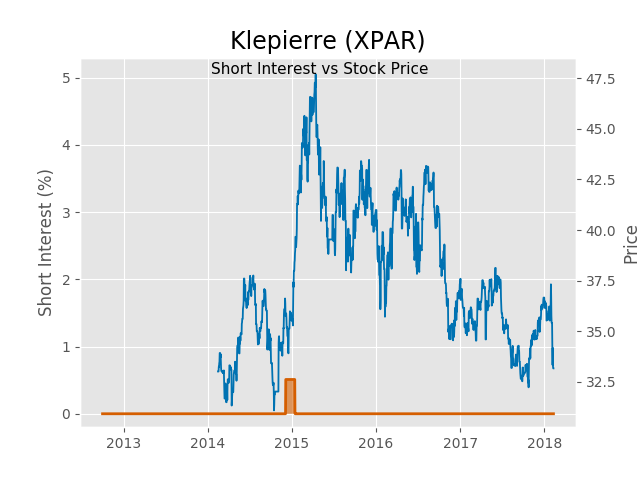 Klepierre (XPAR)
Short Interest vs Stock Price
Short Interest (%)
5
4
3
2
1
0
47.5
45.0
42.5
40.0
37.5
35.0
32.5
Price
2013 2014 2015 2016 2017 2018